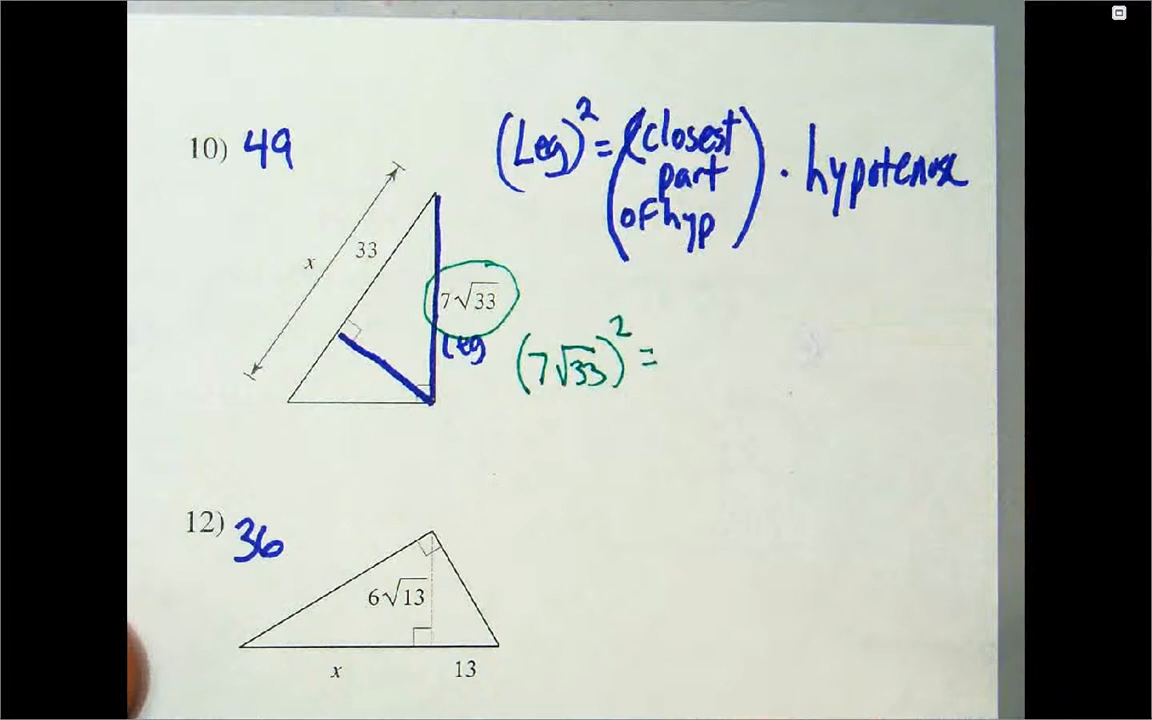 10) 49
(Leg)² = (closest part of hyp) · hypotenuse
x
33
7√33
Leg
(7√33)² =
12) 36
6√13
x
13